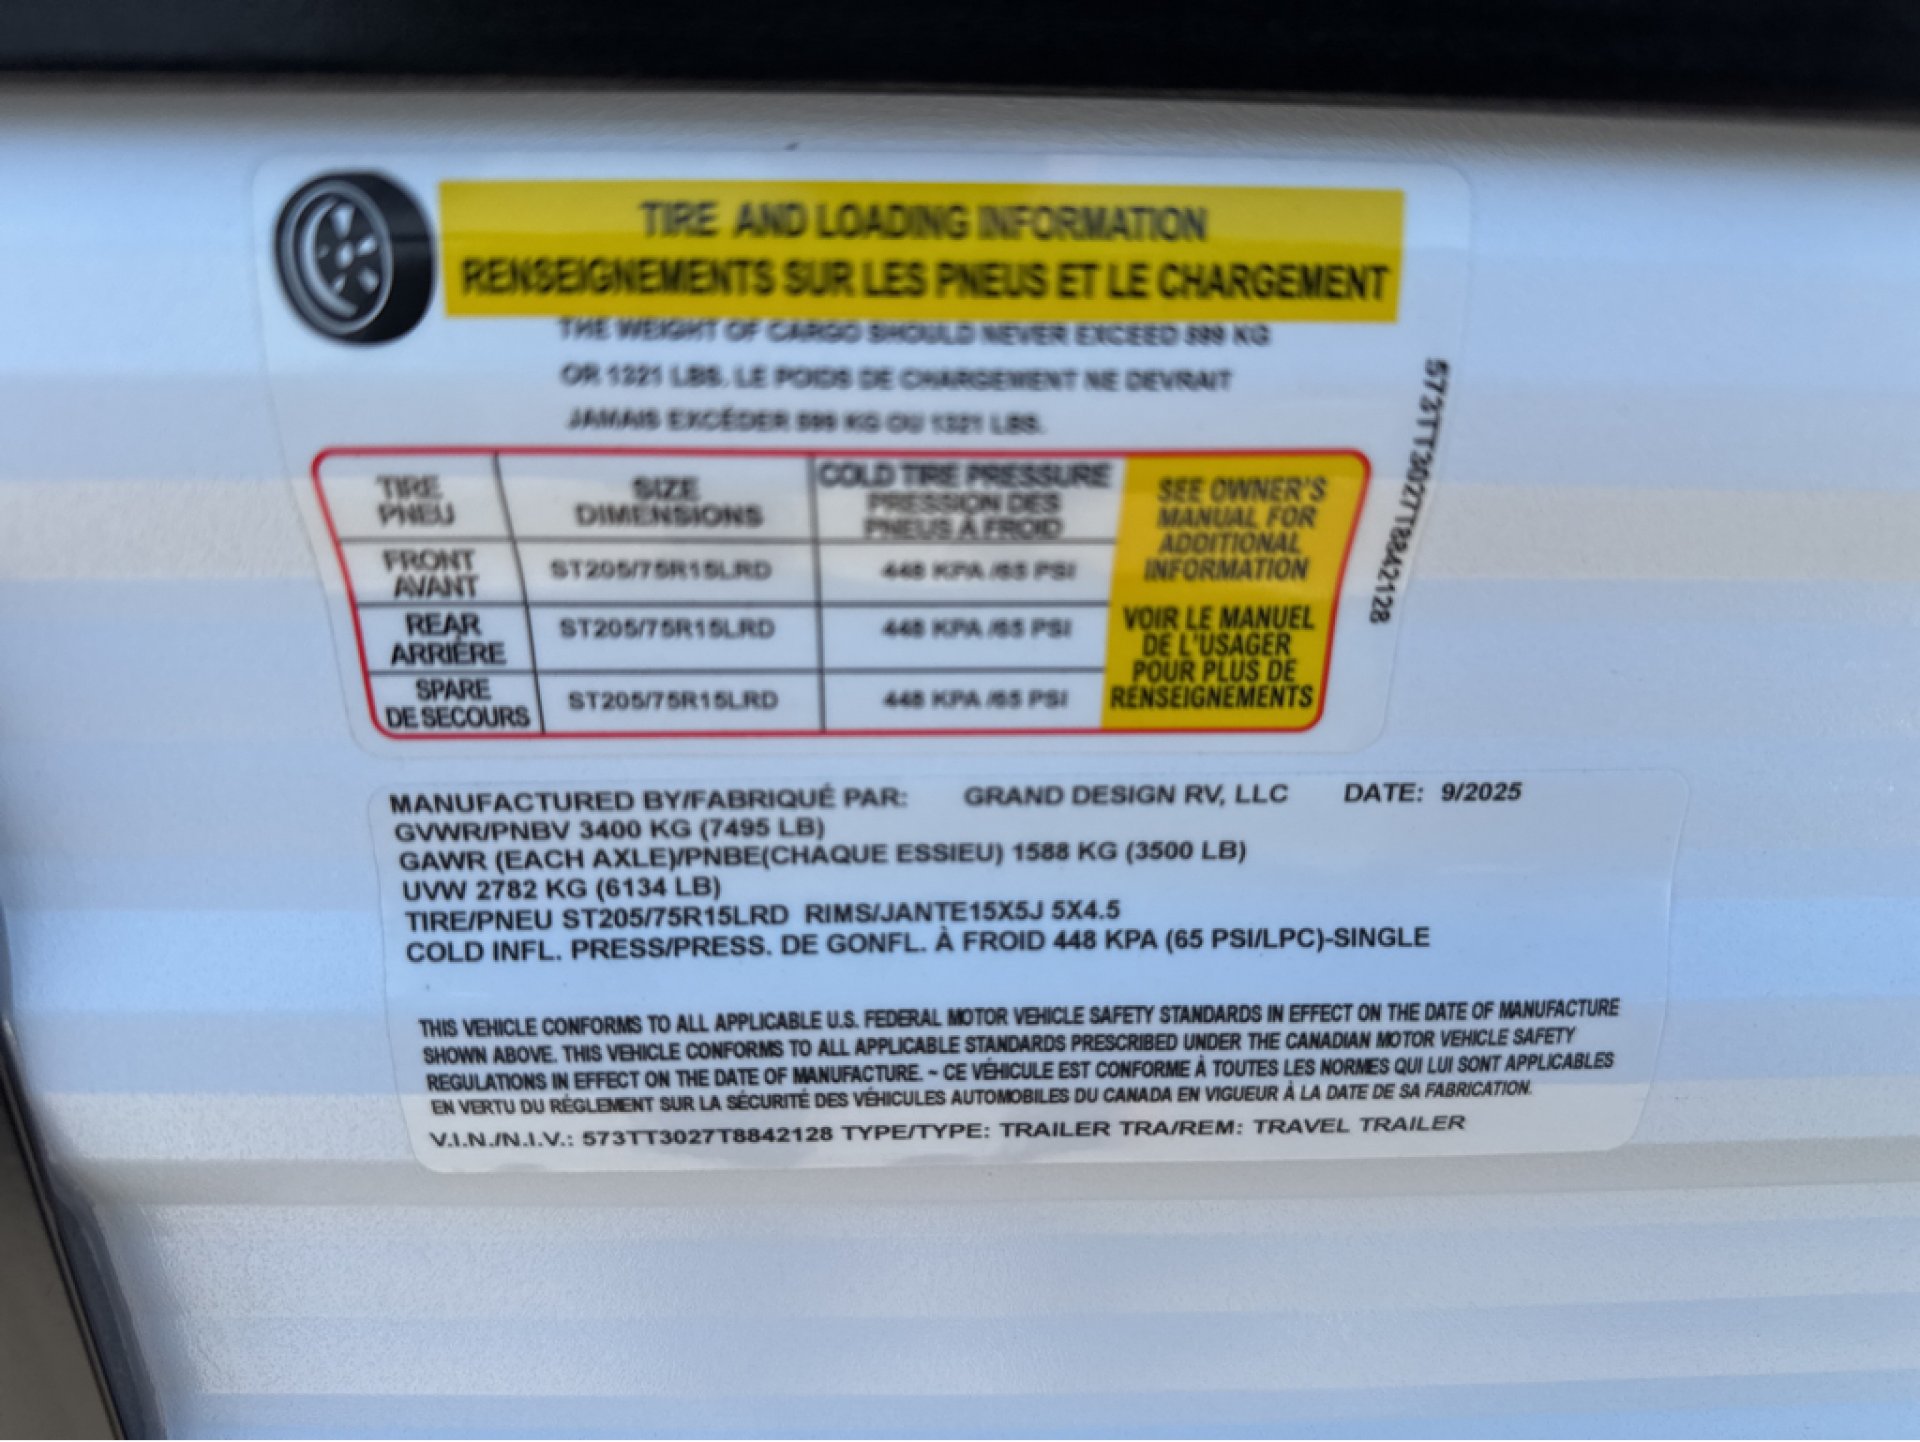 TIRE AND LOADING INFORMATION
RENSEIGNEMENTS SUR LES PNEUS ET LE CHARGEMENT
THE WEIGHT OF CARGO SHOULD NEVER EXCEED 599 KG
OR 1321 LBS. LE POIDS DE CHARGEMENT NE DEVRAIT
JAMAIS EXCÉDER 599 KG OU 1321 LBS.
TIRE
PNEU
SIZE
DIMENSIONS
COLD TIRE PRESSURE
PRESSION DES
PNEUS À FROID
FRONT
AVANT
ST205/75R15LRD
448 KPA /65 PSI
REAR
ARRIÈRE
ST205/75R15LRD
448 KPA /65 PSI
SPARE
DE SECOURS
ST205/75R15LRD
448 KPA /65 PSI
SEE OWNER'S
MANUAL FOR
ADDITIONAL
INFORMATION
VOIR LE MANUEL
DE L'USAGER
POUR PLUS DE
RENSEIGNEMENTS
573TT3027T8842128
MANUFACTURED BY/FABRIQUÉ PAR: GRAND DESIGN RV, LLC DATE: 9/2025
GVWR/PNBV 3400 KG (7495 LB)
GAWR (EACH AXLE)/PNBE(CHAQUE ESSIEU) 1588 KG (3500 LB)
UVW 2782 KG (6134 LB)
TIRE/PNEU ST205/75R15LRD RIMS/JANTE15X5J 5X4.5
COLD INFL. PRESS/PRESS. DE GONFL. À FROID 448 KPA (65 PSI/LPC)-SINGLE
THIS VEHICLE CONFORMS TO ALL APPLICABLE U.S. FEDERAL MOTOR VEHICLE SAFETY STANDARDS IN EFFECT ON THE DATE OF MANUFACTURE
SHOWN ABOVE. THIS VEHICLE CONFORMS TO ALL APPLICABLE STANDARDS PRESCRIBED UNDER THE CANADIAN MOTOR VEHICLE SAFETY
REGULATIONS IN EFFECT ON THE DATE OF MANUFACTURE. ~ CE VÉHICULE EST CONFORME À TOUTES LES NORMES QUI LUI SONT APPLICABLES
EN VERTU DU RÉGLEMENT SUR LA SÉCURITÉ DES VÉHICULES AUTOMOBILES DU CANADA EN VIGUEUR À LA DATE DE SA FABRICATION.
V.I.N./N.I.V.: 573TT3027T8842128 TYPE/TYPE: TRAILER TRA/REM: TRAVEL TRAILER